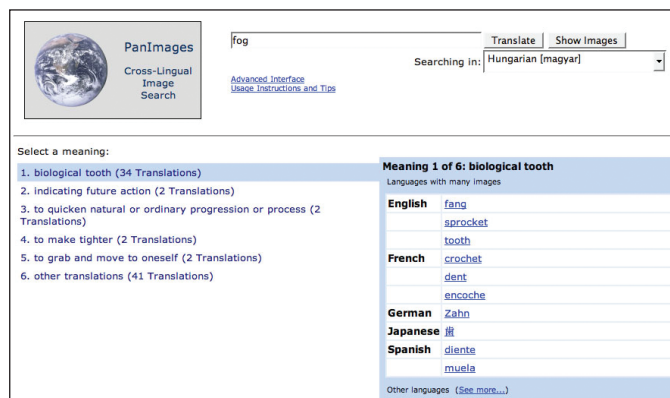 PanImages
Cross-Lingual
Image
Search
fog
Translate
Show Images
Searching in:
Hungarian [magyar]
Advanced Interface
Usage Instructions and Tips
Select a meaning:
1. biological tooth (34 Translations)
2. indicating future action (2 Translations)
3. to quicken natural or ordinary progression or process (2
Translations)
4. to make tighter (2 Translations)
5. to grab and move to oneself (2 Translations)
6. other translations (41 Translations)
Meaning 1 of 6: biological tooth
Languages with many images
English fang
sprocket
tooth
French crochet
dent
encoche
German Zahn
Japanese 歯
Spanish diente
muela
Other languages (See more...)